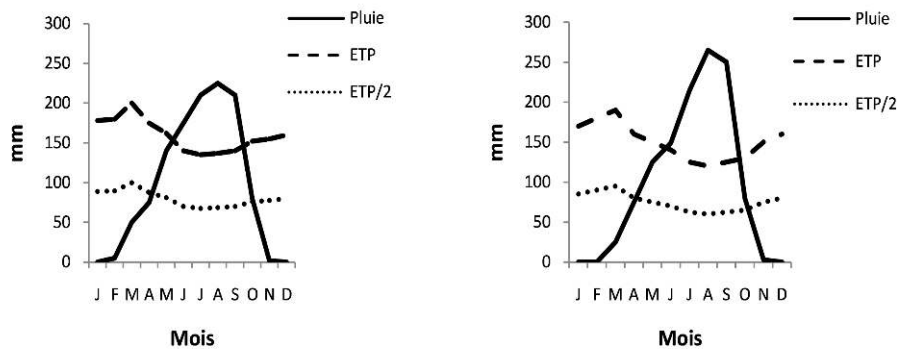 300
250
200
150
100
50
0
mm
J F M A M J J A S O N D
Mois
Pluie
ETP
ETP/2
300
250
200
150
100
50
0
mm
J F M A M J J A S O N D
Mois
Pluie
ETP
ETP/2